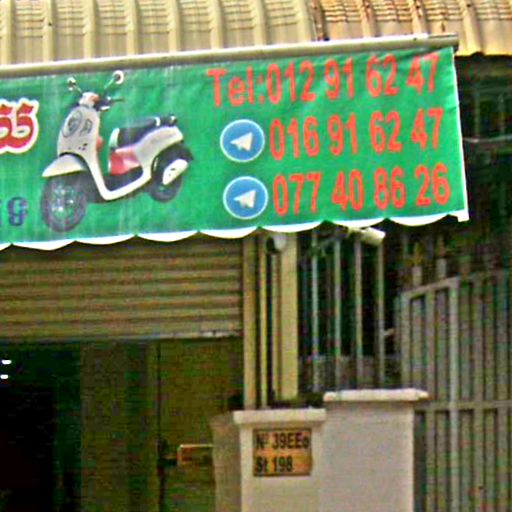 Tel:012 91 62 47
016 91 62 47
077 40 86 26
Nº 39EEo
St 198